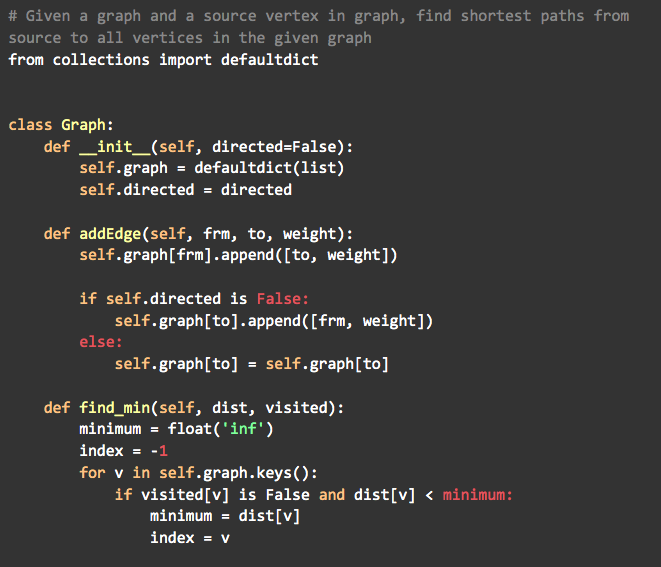 # Given a graph and a source vertex in graph, find shortest paths from
source to all vertices in the given graph
from collections import defaultdict
class Graph:
def __init__(self, directed=False):
self.graph = defaultdict(list)
self.directed = directed
def addEdge(self, frm, to, weight):
self.graph[frm].append([to, weight])
if self.directed is False:
self.graph[to].append([frm, weight])
else:
self.graph[to] = self.graph[to]
def find_min(self, dist, visited):
minimum = float('inf')
index = -1
for v in self.graph.keys():
if visited[v] is False and dist[v] < minimum:
minimum = dist[v]
index = v